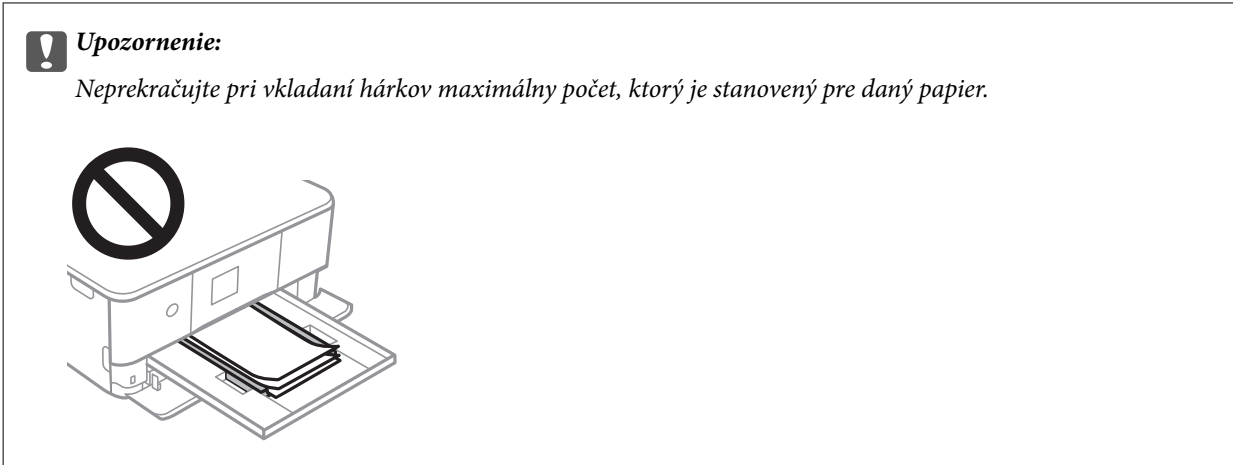 Upozornenie:
Neprekračujte pri vkladaní hárkov maximálny počet, ktorý je stanovený pre daný papier.